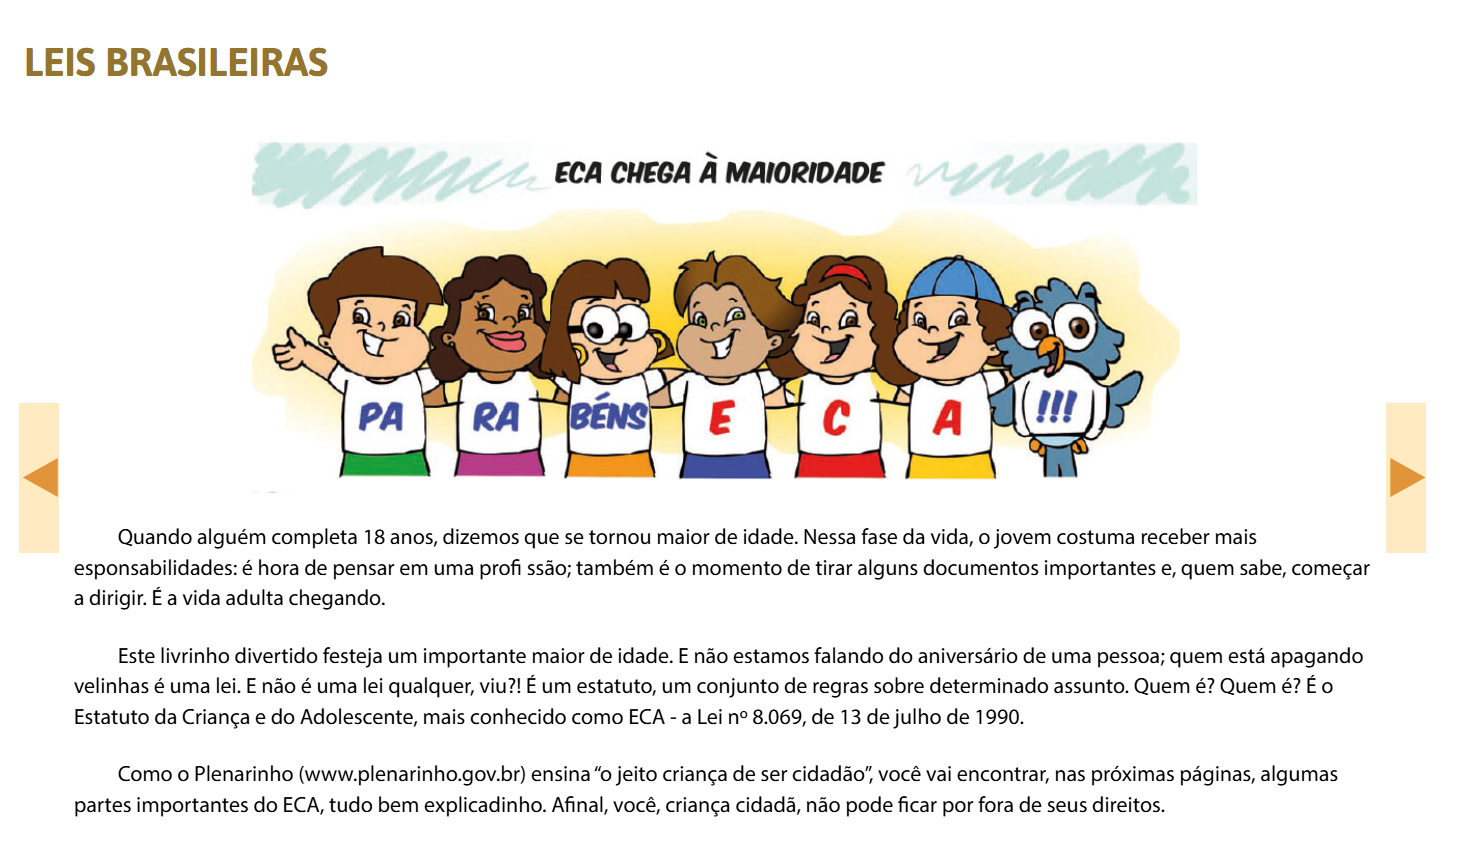 LEIS BRASILEIRAS
ECA CHEGA À MAIORIDADE
PA RA BÉNS E C A !!!
Quando alguém completa 18 anos, dizemos que se tornou maior de idade. Nessa fase da vida, o jovem costuma receber mais
esponsabilidades: é hora de pensar em uma profi ssão; também é o momento de tirar alguns documentos importantes e, quem sabe, começar
a dirigir. É a vida adulta chegando.
Este livrinho divertido festeja um importante maior de idade. E não estamos falando do aniversário de uma pessoa; quem está apagando
velinhas é uma lei. E não é uma lei qualquer, viu?! É um estatuto, um conjunto de regras sobre determinado assunto. Quem é? Quem é? É o
Estatuto da Criança e do Adolescente, mais conhecido como ECA - a Lei nº 8.069, de 13 de julho de 1990.
Como o Plenarinho (www.plenarinho.gov.br) ensina “o jeito criança de ser cidadão”, você vai encontrar, nas próximas páginas, algumas
partes importantes do ECA, tudo bem explicadinho. Afinal, você, criança cidadã, não pode ficar por fora de seus direitos.